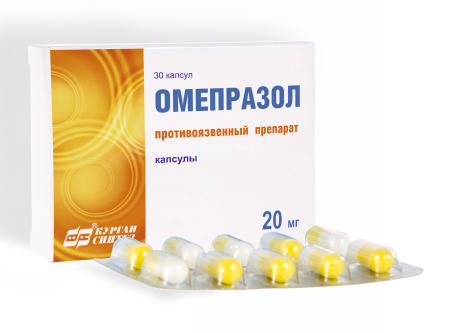 30 капсул
ОМЕПРАЗОЛ
противоязвенный препарат
капсулы
20 мг
КУРГАН
СИНТЕЗ